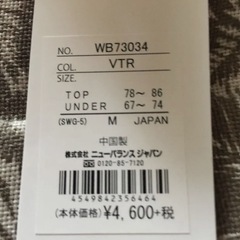 NO. WB73034
COL. VTR
SIZE.
TOP 78~86
UNDER 67~74
(SWG-5) M JAPAN
中国製
株式会社 ニューバランス ジャパン
0120-85-7120
4549842356464
(本体価格) ¥4,600+税